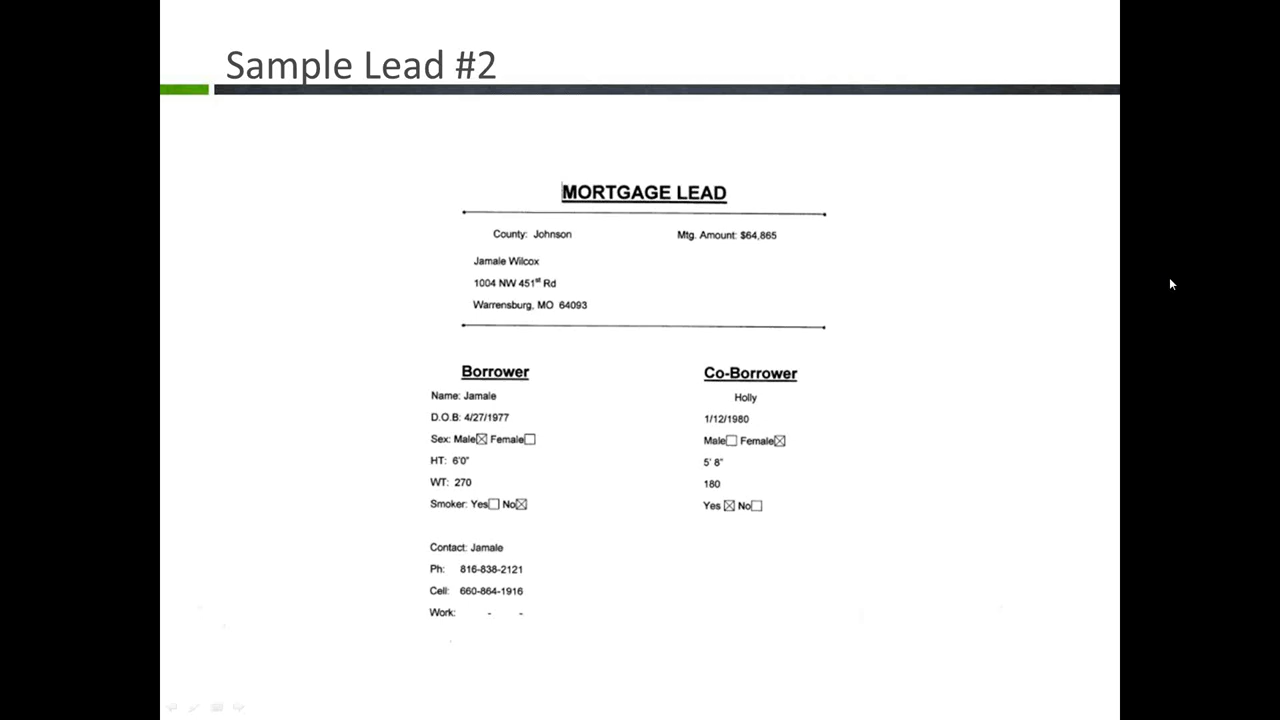 Sample Lead #2
MORTGAGE LEAD
County: Johnson Mtg. Amount: $64,865
Jamale Wilcox
1004 NW 451st Rd
Warrensburg, MO 64093
Borrower Co-Borrower
Name: Jamale Holly
D.O.B: 4/27/1977 1/12/1980
Sex: Male☒ Female☐ Male☐ Female☒
HT: 6'0" 5' 8"
WT: 270 180
Smoker: Yes☐ No☒ Yes ☒ No☐
Contact: Jamale
Ph: 816-838-2121
Cell: 660-864-1916
Work: - -